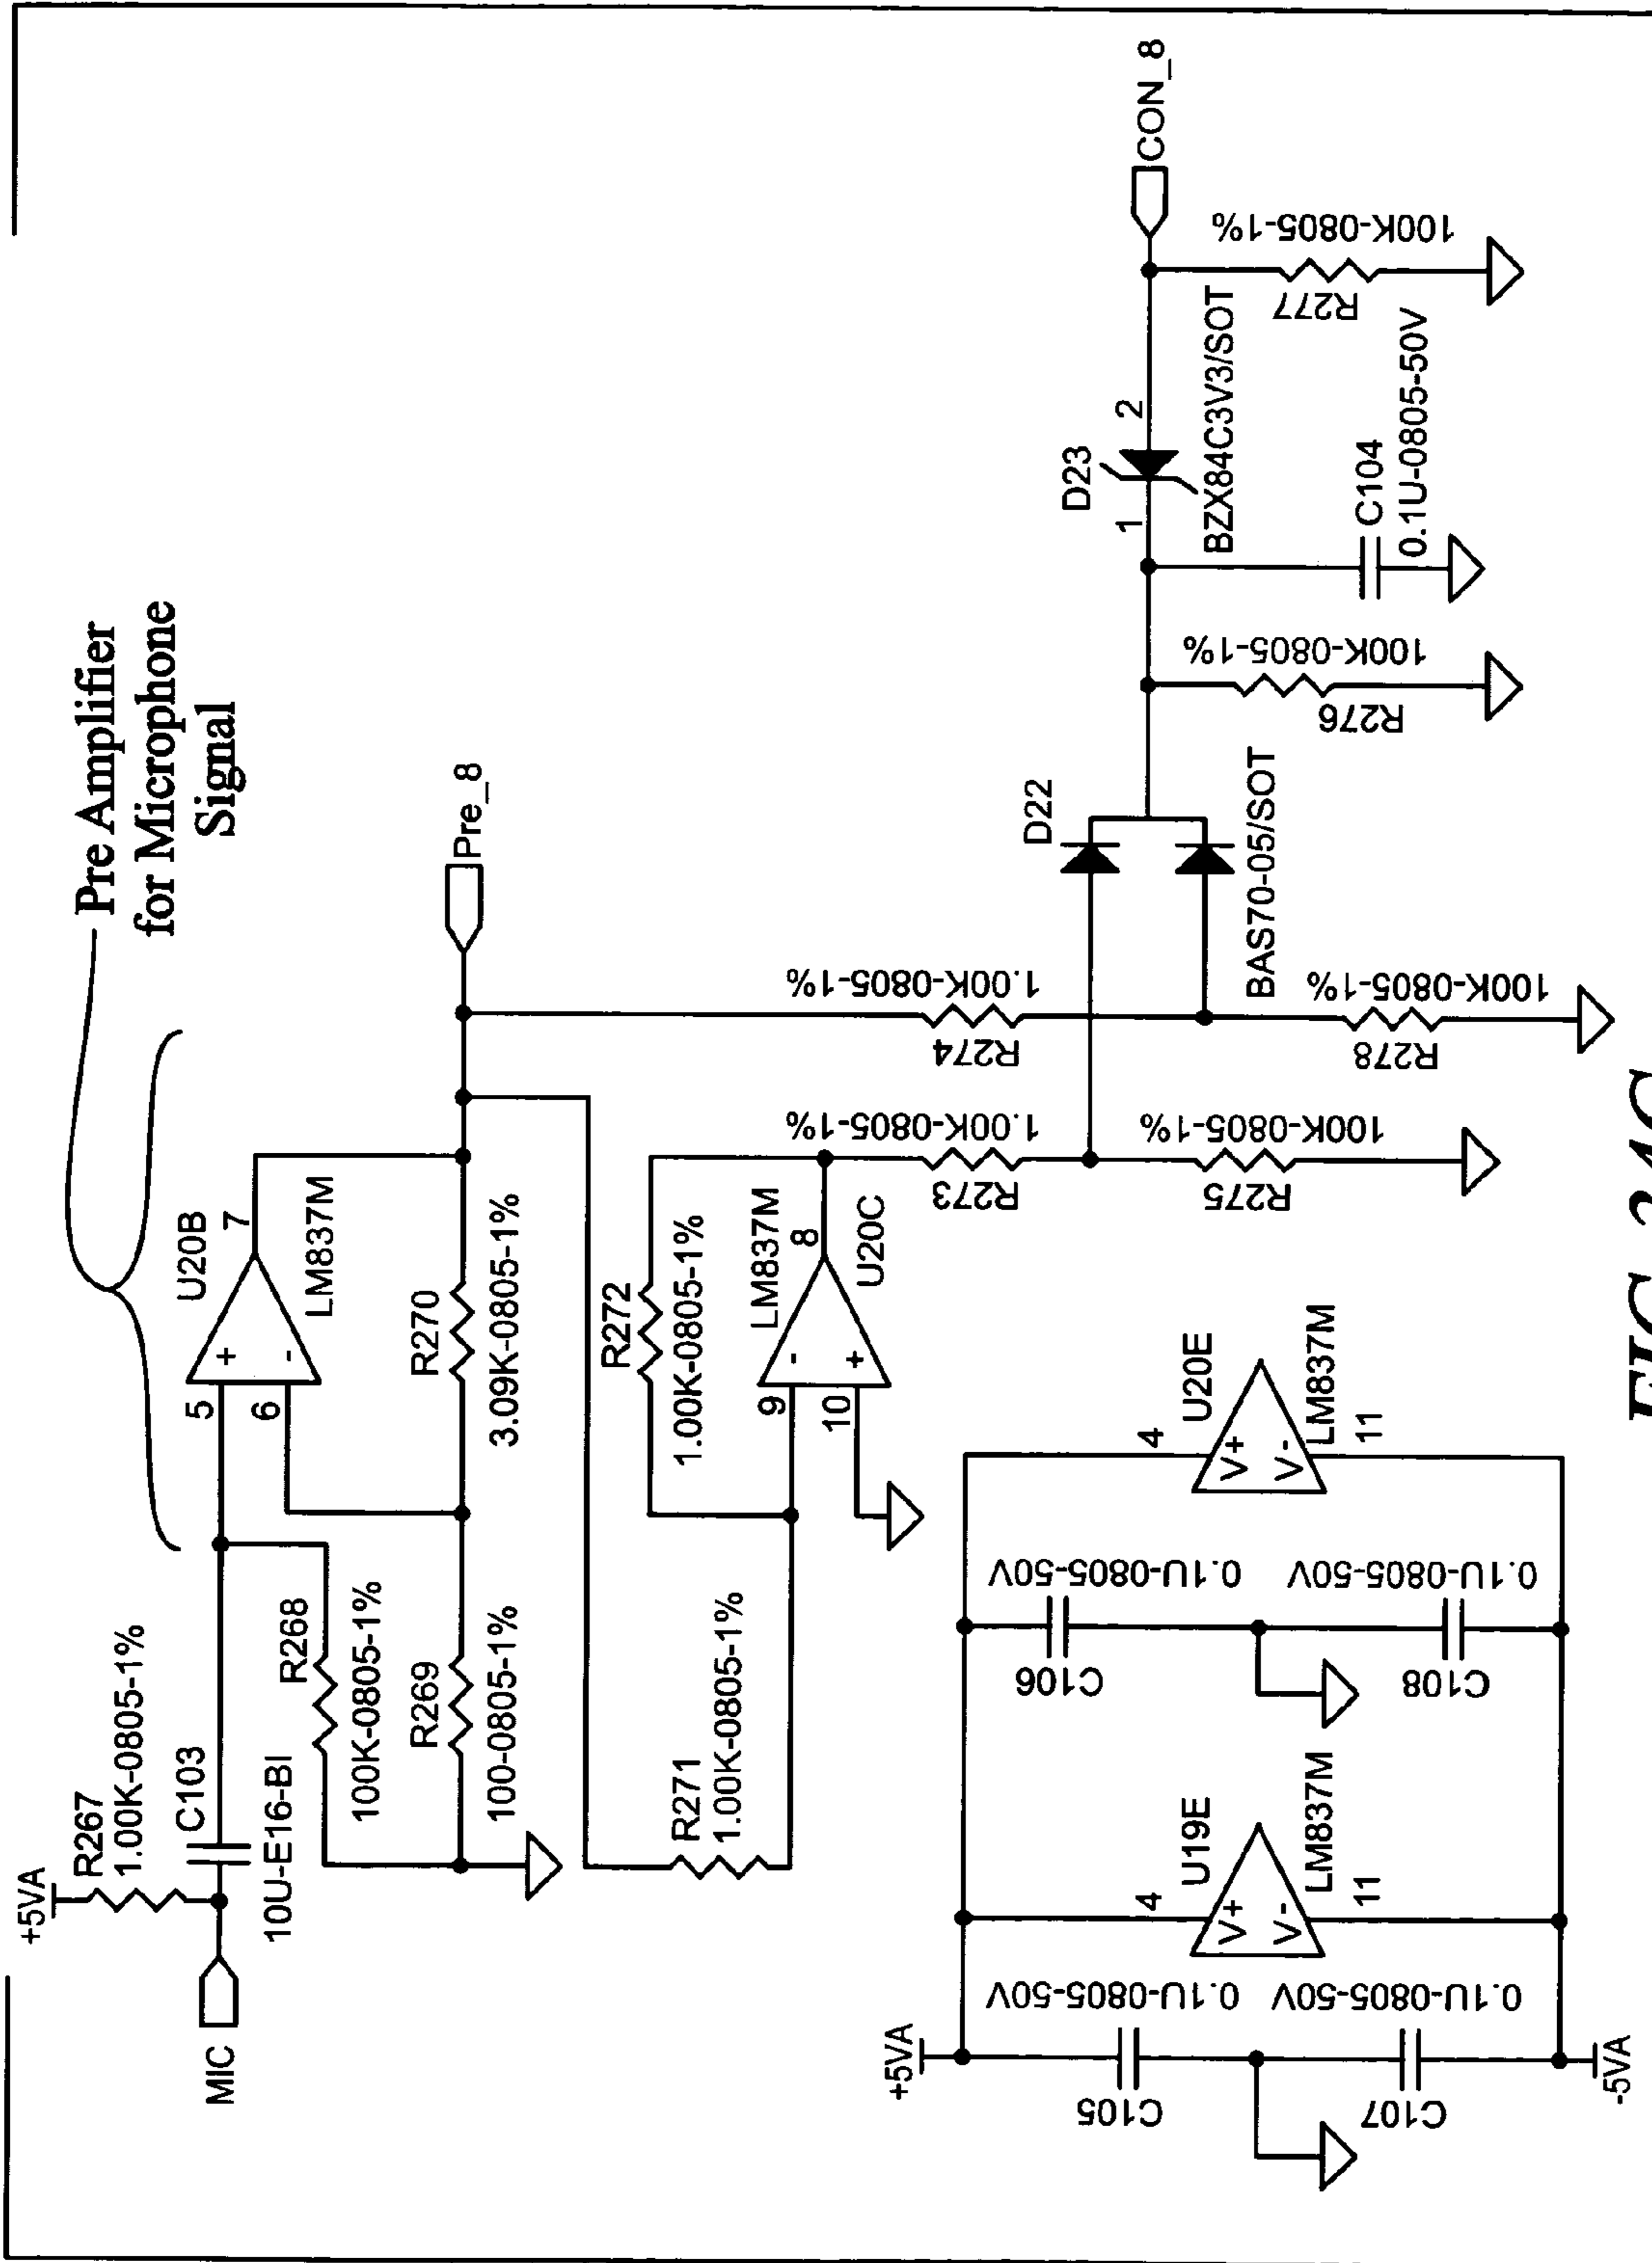 Pre Amplifier
for Microphone
Signal
+5VA
R267
1.00K-0805-1%
MIC
C103
10U-E16-BI
R268
100K-0805-1%
R269
100-0805-1%
5
6
+
-
U20B
7
LM837M
R270
3.09K-0805-1%
Pre_8
R271
1.00K-0805-1%
R272
1.00K-0805-1%
9
10
-
+
LM837M
8
U20C
R273
1.00K-0805-1%
R274
1.00K-0805-1%
R275
100K-0805-1%
R278
100K-0805-1%
D22
BAS70-05/SOT
R276
100K-0805-1%
C104
0.1U-0805-50V
D23
1
2
BZX84C3V3/SOT
R277
100K-0805-1%
CON_8
+5VA
C105
0.1U-0805-50V
C107
0.1U-0805-50V
-5VA
U19E
4
V+
V-
11
LM837M
C106
0.1U-0805-50V
C108
0.1U-0805-50V
U20E
4
V+
V-
11
LM837M